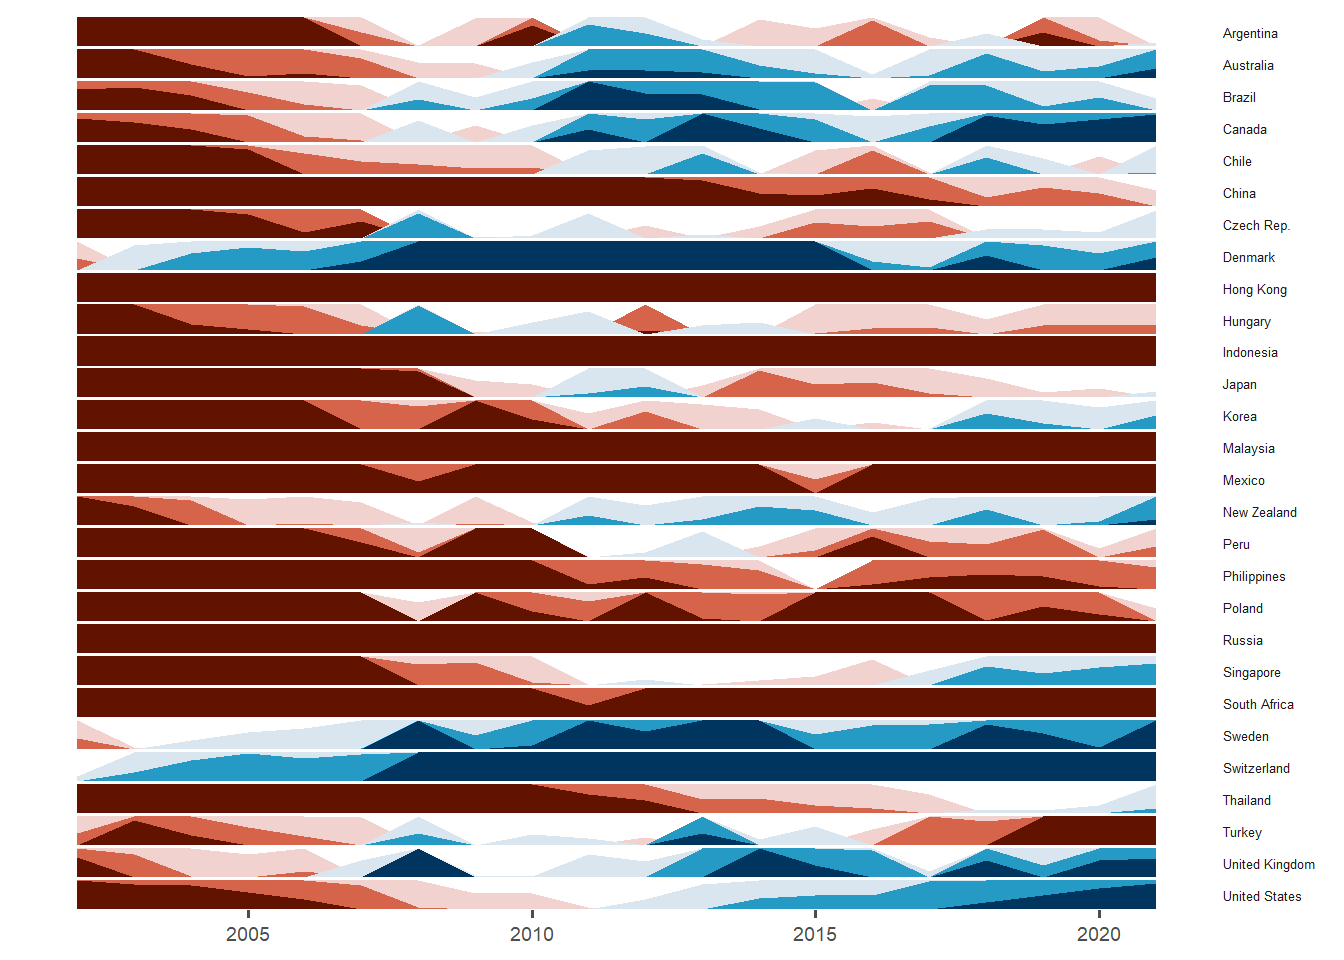 Argentina
Australia
Brazil
Canada
Chile
China
Czech Rep.
Denmark
Hong Kong
Hungary
Indonesia
Japan
Korea
Malaysia
Mexico
New Zealand
Peru
Philippines
Poland
Russia
Singapore
South Africa
Sweden
Switzerland
Thailand
Turkey
United Kingdom
United States
2005 2010 2015 2020